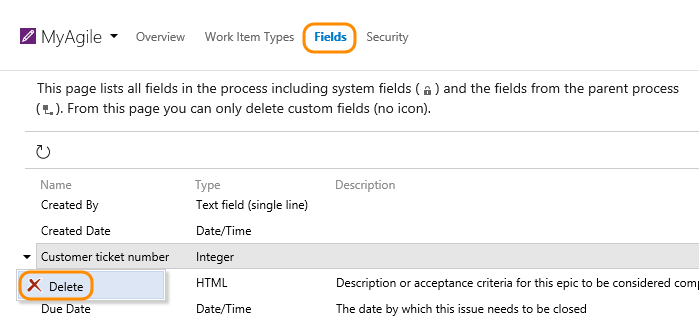 MyAgile Overview Work Item Types Fields Security
This page lists all fields in the process including system fields ( ) and the fields from the parent process
( ). From this page you can only delete custom fields (no icon).
Name Type Description
Created By Text field (single line)
Created Date Date/Time
Customer ticket number Integer
Delete HTML Description or acceptance criteria for this epic to be considered
Due Date Date/Time The date by which this issue needs to be closed